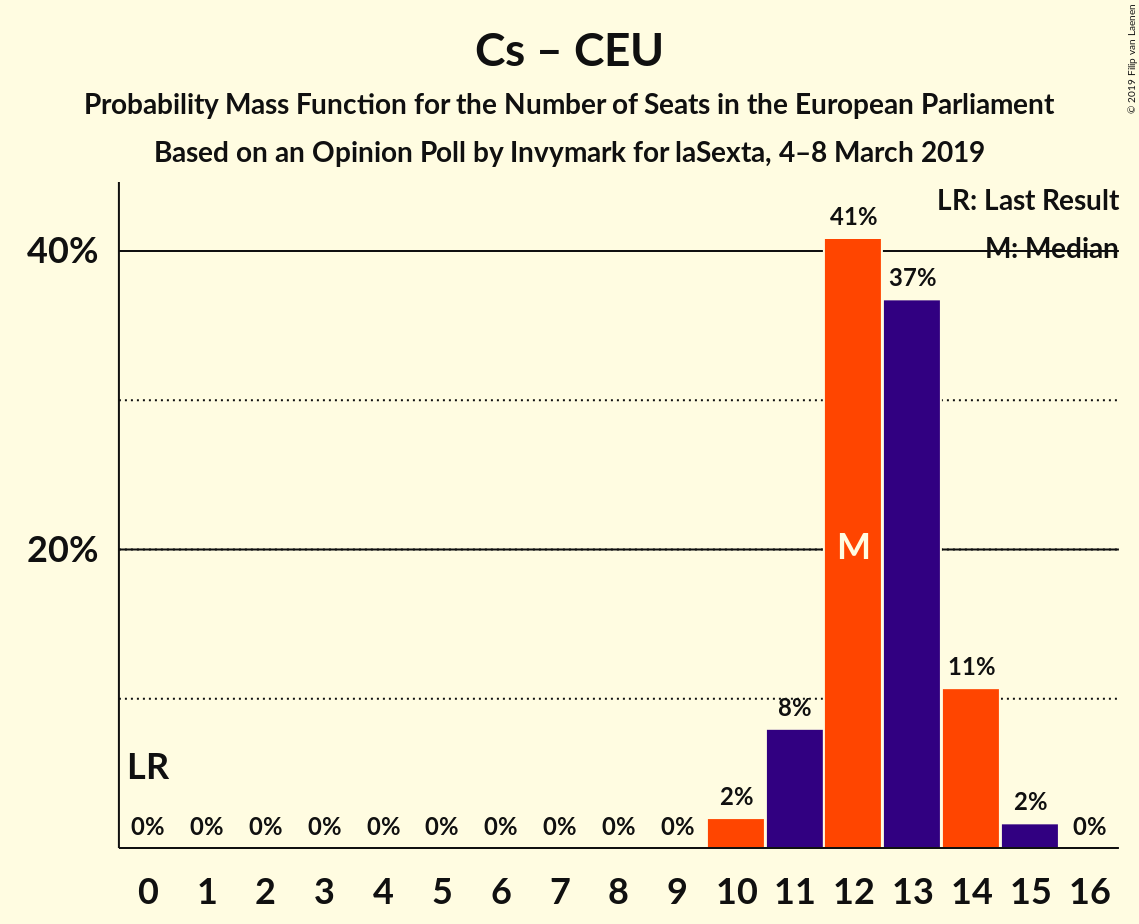 Cs – CEU
Probability Mass Function for the Number of Seats in the European Parliament
Based on an Opinion Poll by Invymark for laSexta, 4–8 March 2019
© 2019 Filip van Laenen
LR: Last Result
M: Median
40%
20%
41%
37%
M
11%
8%
LR
2%
2%
0% 0% 0% 0% 0% 0% 0% 0% 0% 0% 0%
0 1 2 3 4 5 6 7 8 9 10 11 12 13 14 15 16